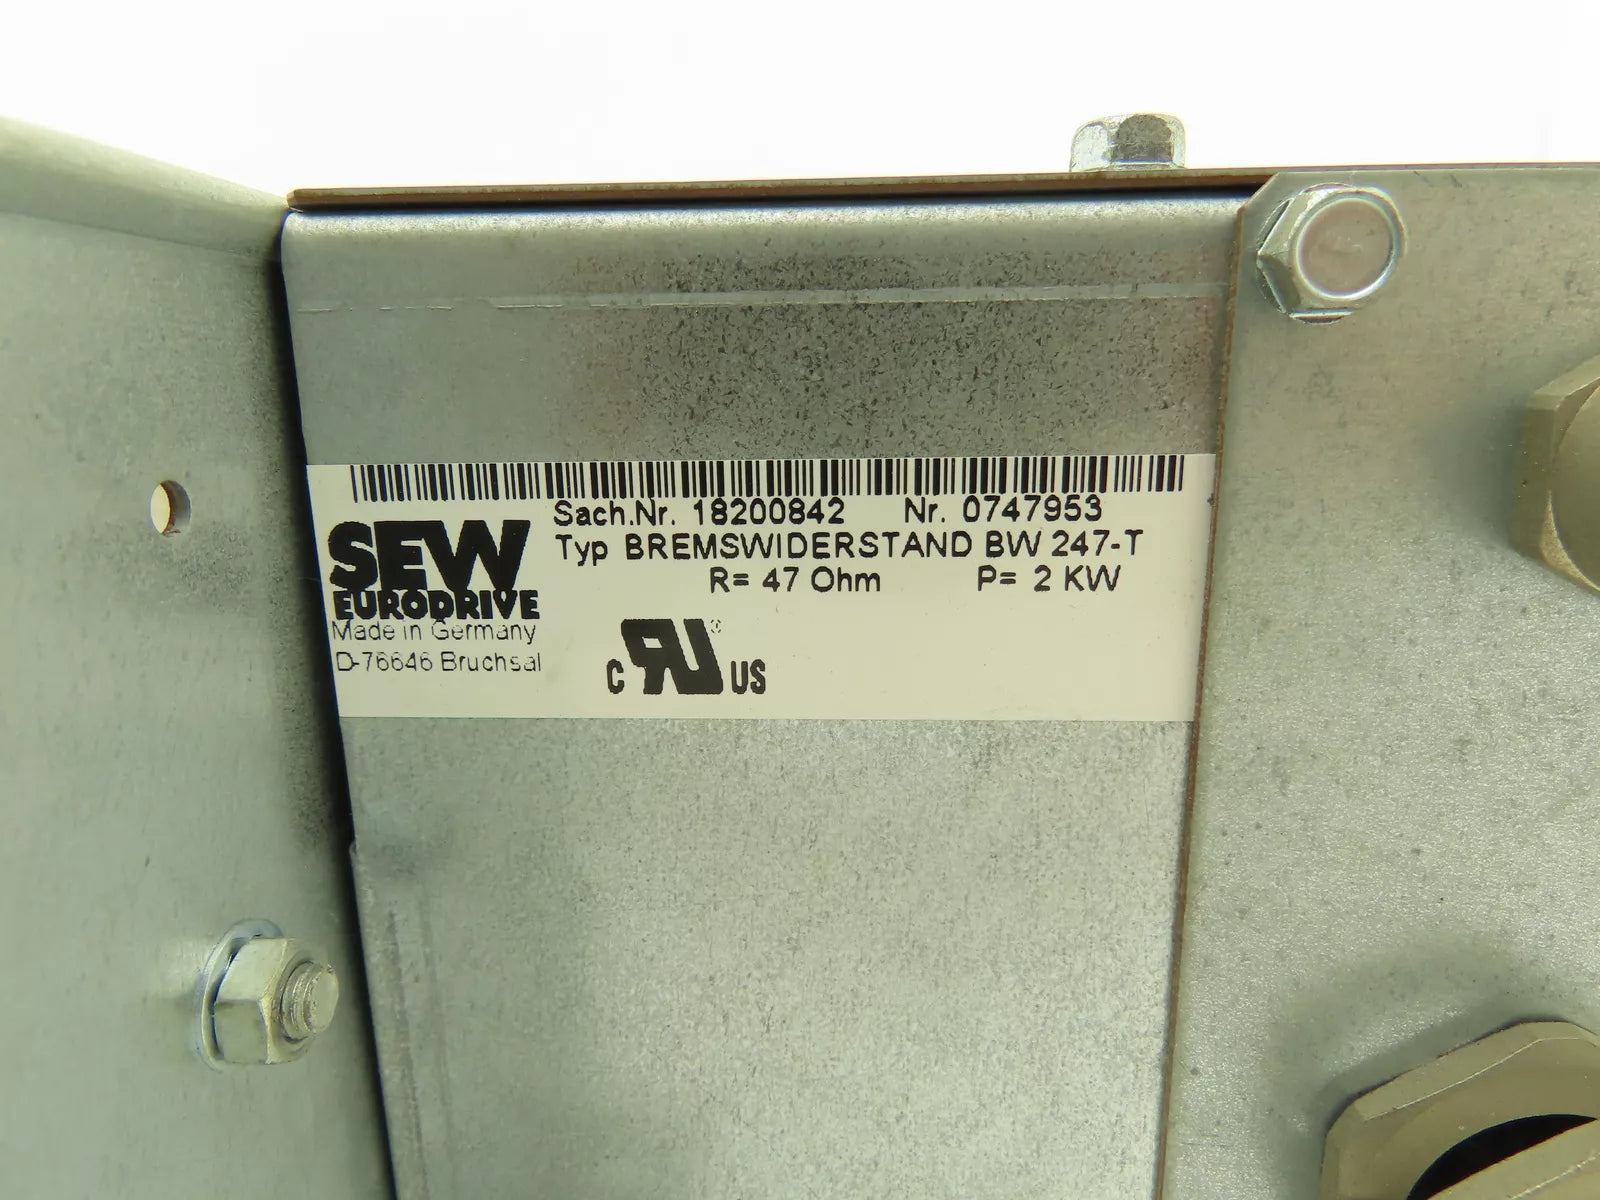 Sach.Nr. 18200842 Nr. 0747953
Typ BREMSWIDERSTAND BW 247-T
R= 47 Ohm P= 2 KW
SEW
EURODRIVE
Made in Germany
D-76646 Bruchsal
c RU ® US